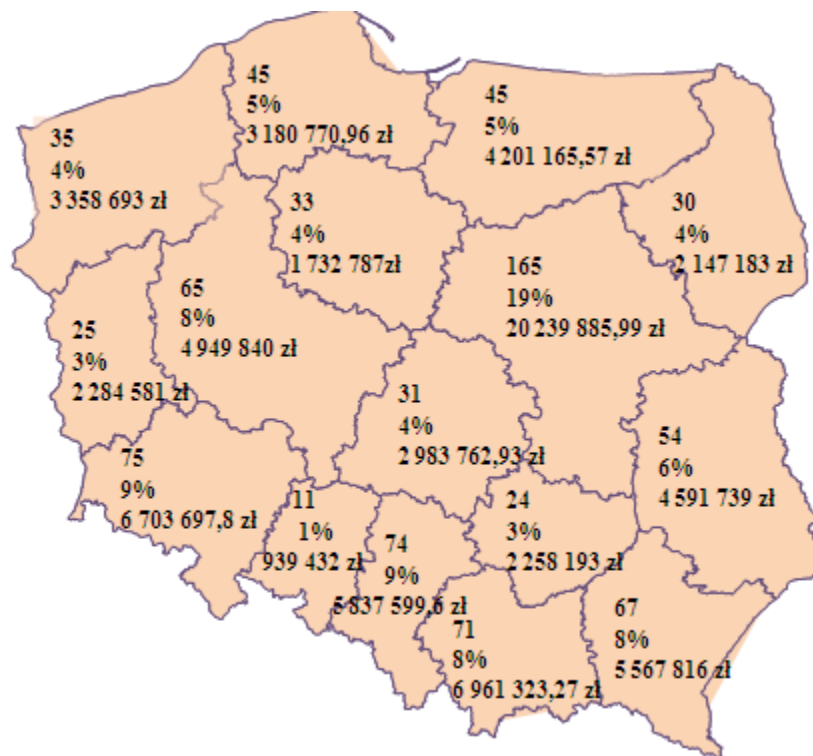 45
5%
3 180 770,96 zł
45
5%
4 201 165,57 zł
35
4%
3 358 693 zł
33
4%
1 732 787zł
30
4%
2 147 183 zł
165
19%
20 239 885,99 zł
65
8%
4 949 840 zł
25
3%
2 284 581 zł
31
4%
2 983 762,93 zł
54
6%
4 591 739 zł
75
9%
6 703 697,8 zł
11
1%
939 432 zł
24
3%
2 258 193 zł
74
9%
5 837 599,6 zł
67
8%
5 567 816 zł
71
8%
6 961 323,27 zł